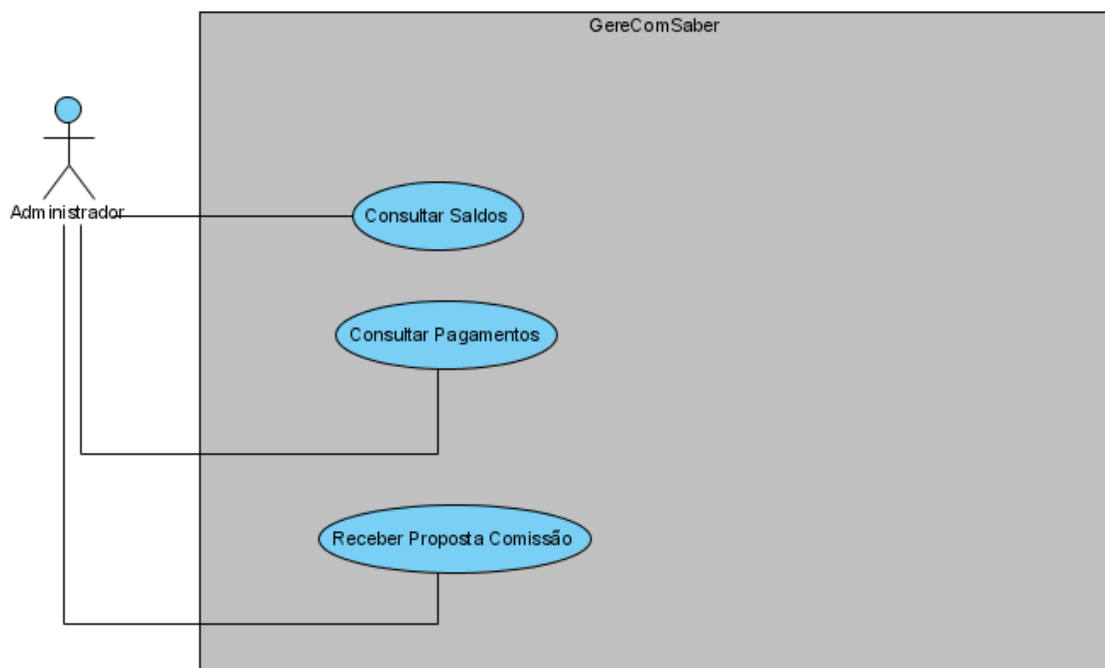 GereComSaber
Administrador
Consultar Saldos
Consultar Pagamentos
Receber Proposta Comissão